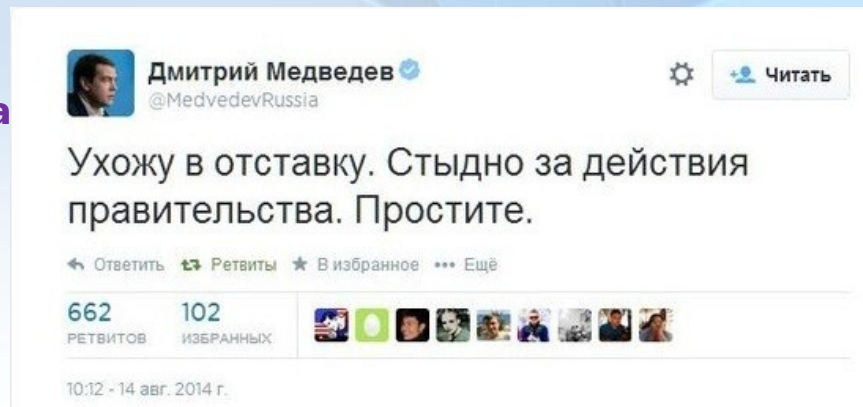 а
Дмитрий Медведев
@MedvedevRussia
Читать
Ухожу в отставку. Стыдно за действия
правительства. Простите.
Ответить Ретвиты В избранное ••• Ещё
662 102
РЕТВИТОВ ИЗБРАННЫХ
10:12 - 14 авг. 2014 г.